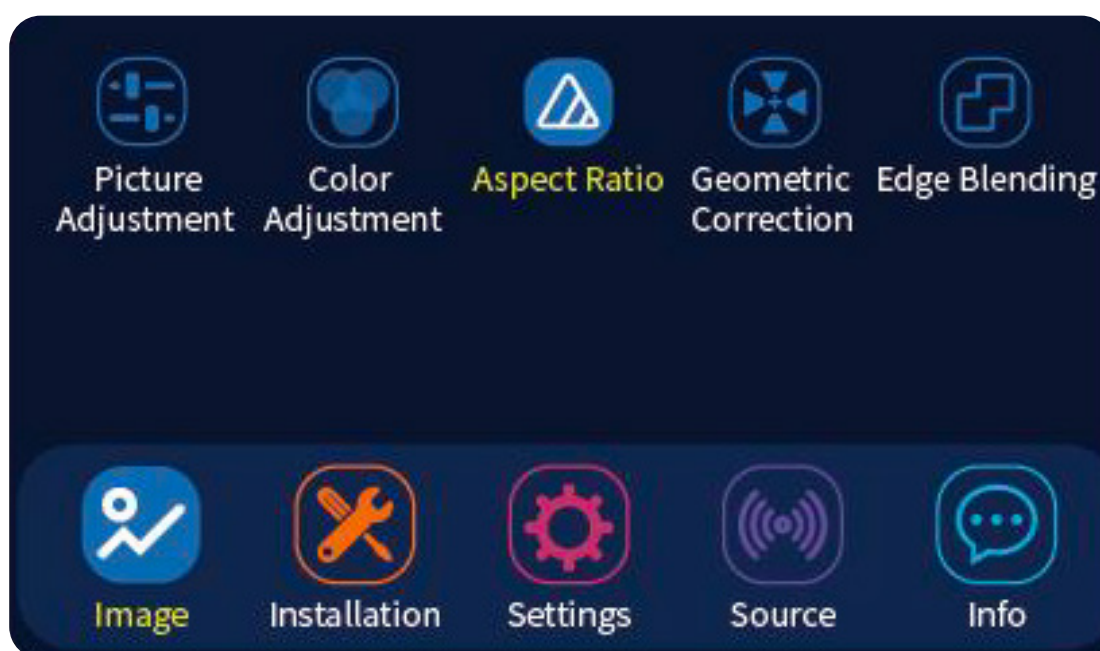 Picture
Adjustment
Color
Adjustment
Aspect Ratio
Geometric
Correction
Edge Blending
Image
Installation
Settings
Source
Info